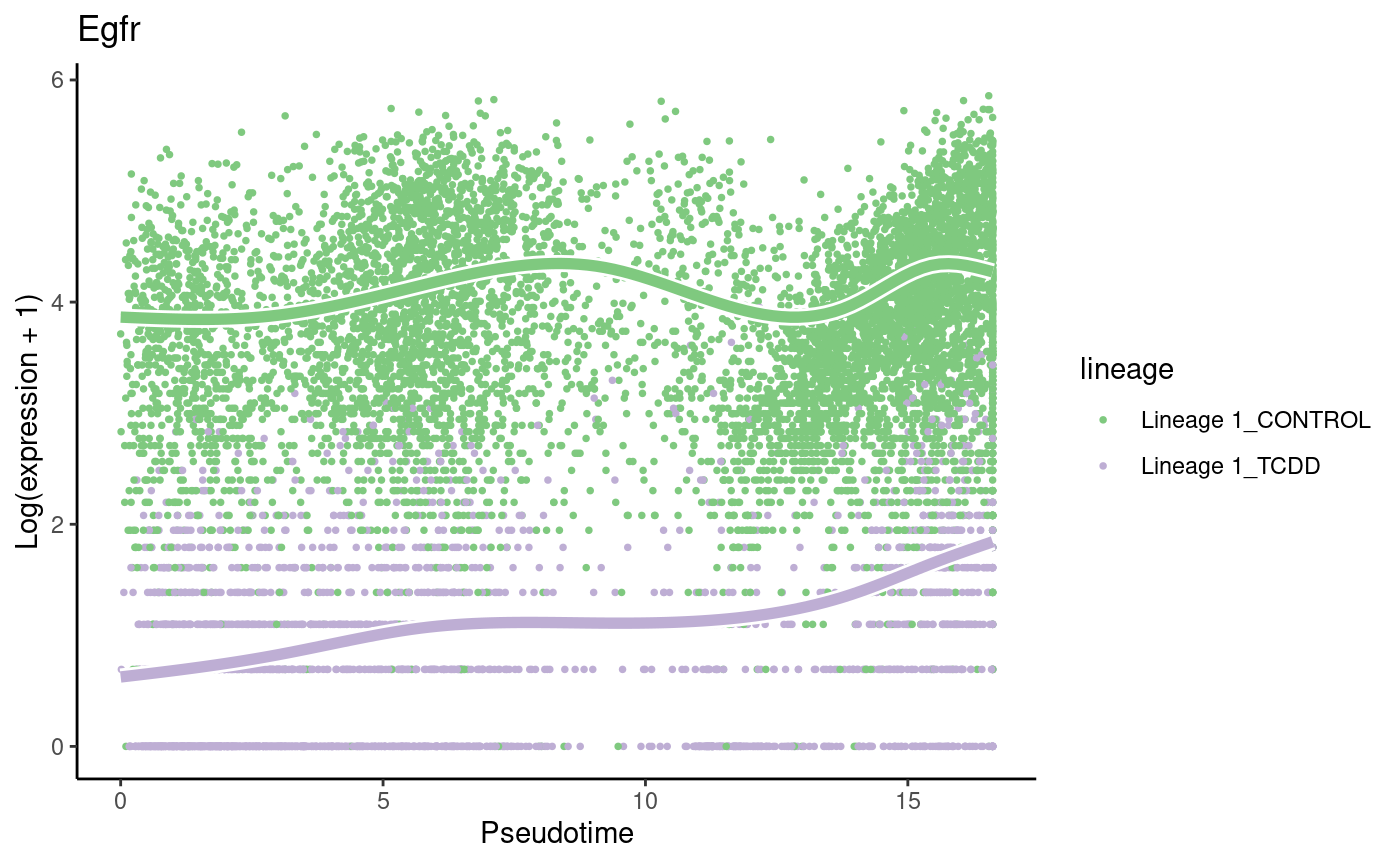 Egfr
6
4
2
0
Log(expression + 1)
0 5 10 15
Pseudotime
lineage
Lineage 1_CONTROL
Lineage 1_TCDD